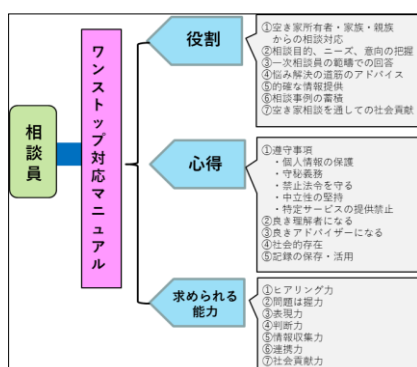 相談員
ワンストップ対応マニュアル
役割
①空き家所有者・家族・親族
からの相談対応
②相談目的、ニーズ、意向の把握
③一次相談員の範疇での回答
④悩み解決の道筋のアドバイス
⑤的確な情報提供
⑥相談事例の蓄積
⑦空き家相談を通しての社会貢献
心得
①遵守事項
・個人情報の保護
・守秘義務
・禁止法令を守る
・中立性の堅持
・特定サービスの提供禁止
②良き理解者になる
③良きアドバイザーになる
④社会的存在
⑤記録の保存・活用
求められる
能力
①ヒアリング力
②問題は握力
③表現力
④判断力
⑤情報収集力
⑥連携力
⑦社会貢献力